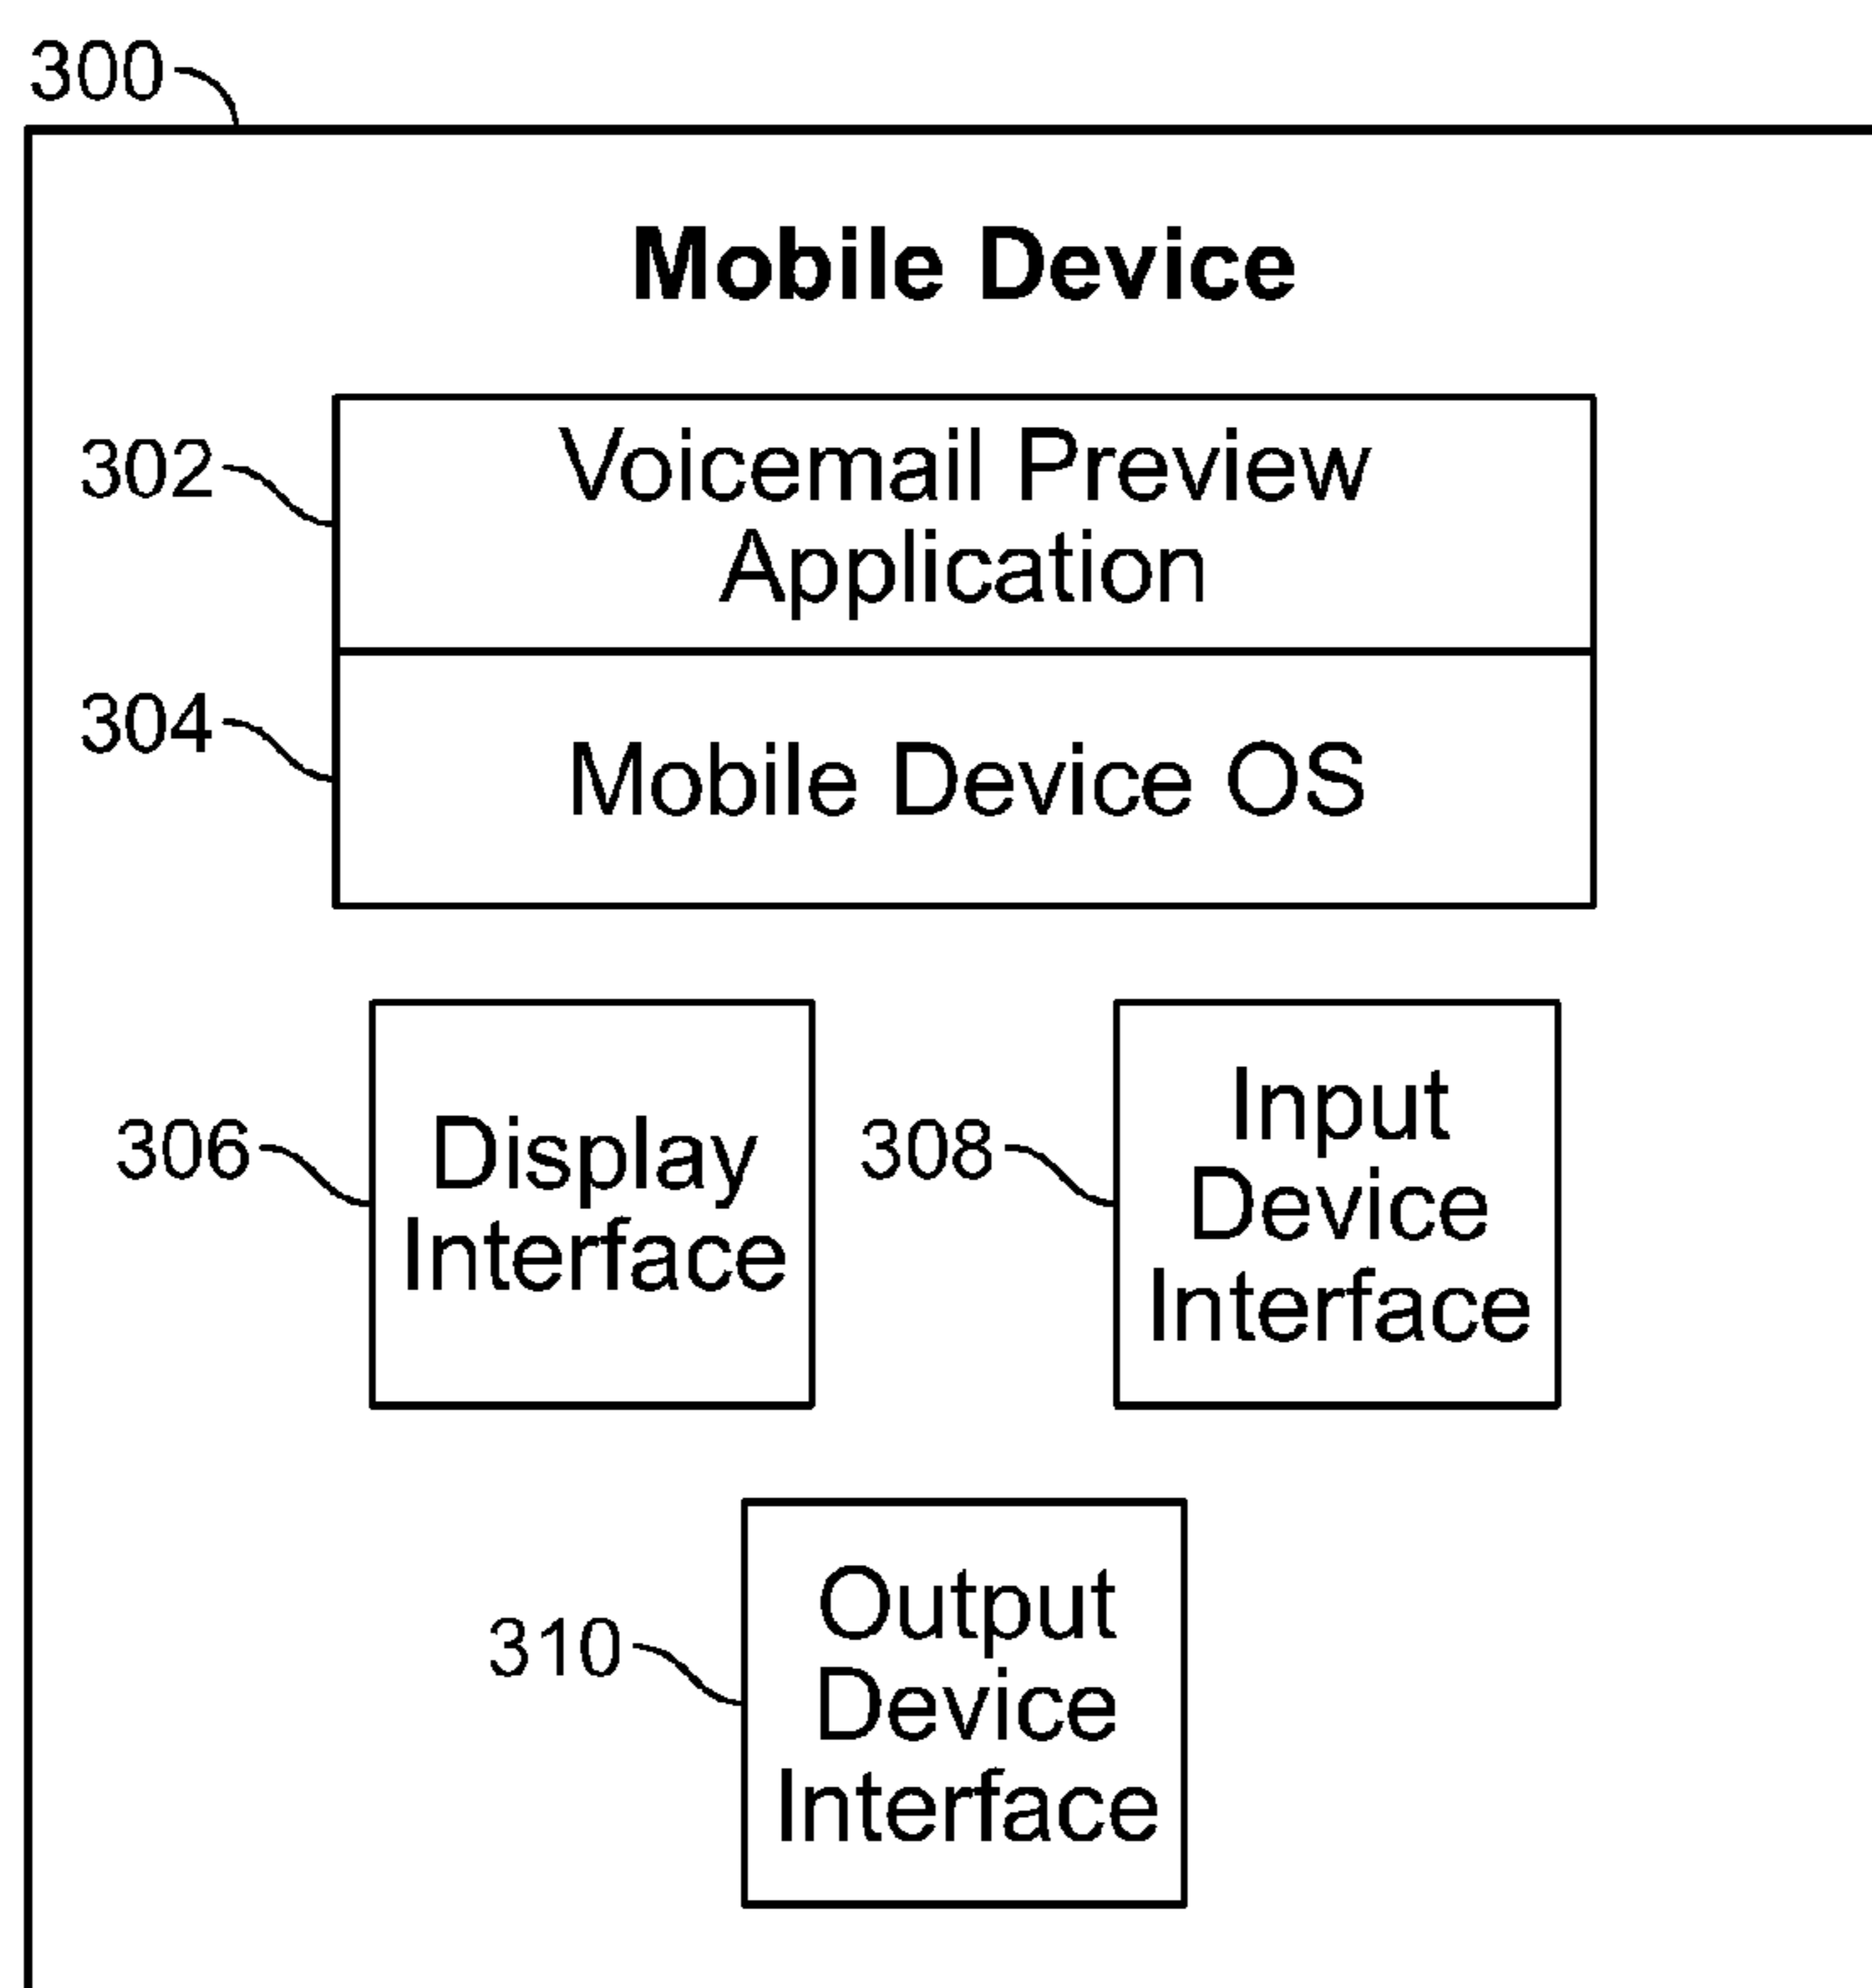 300
Mobile Device
302
Voicemail Preview
Application
304
Mobile Device OS
306
Display
Interface
308
Input
Device
Interface
310
Output
Device
Interface